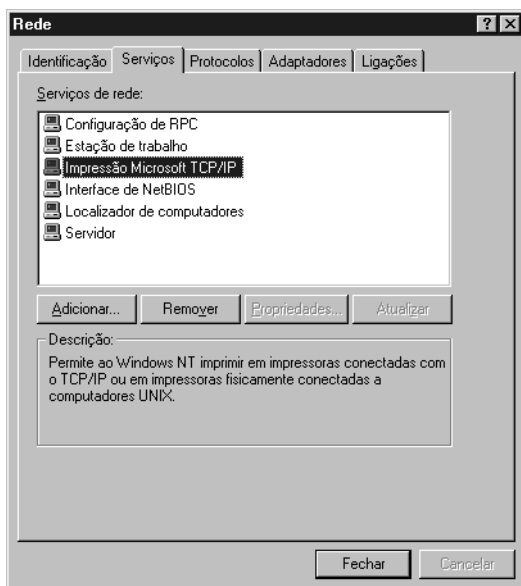 Rede
Identificação Serviços Protocolos Adaptadores Ligações
Serviços de rede:
Configuração de RPC
Estação de trabalho
Impressão Microsoft TCP/IP
Interface de NetBIOS
Localizador de computadores
Servidor
Adicionar... Remover Propriedades... Atualizar
Descrição:
Permite ao Windows NT imprimir em impressoras conectadas com
o TCP/IP ou em impressoras fisicamente conectadas a
computadores UNIX.
Fechar Cancelar